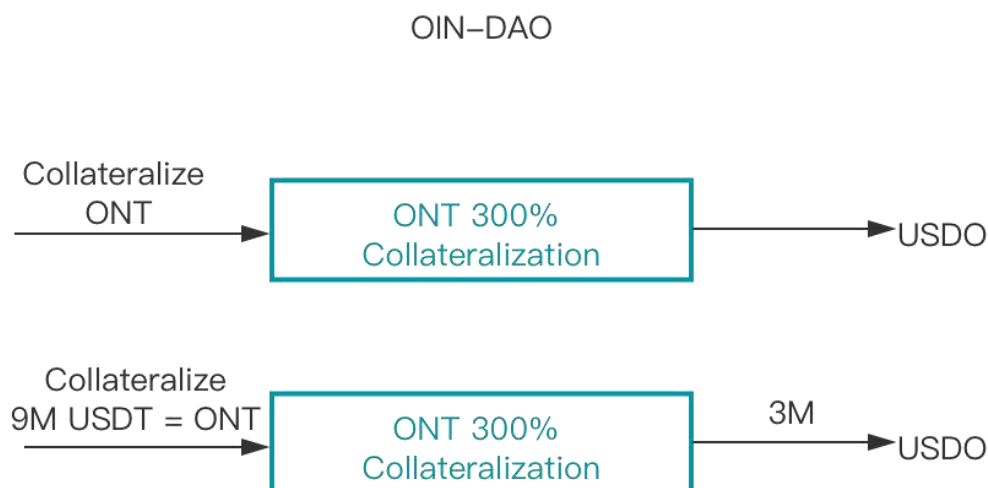 OIN–DAO
Collateralize
ONT
ONT 300%
Collateralization
USDO
Collateralize
9M USDT = ONT
ONT 300%
Collateralization
3M
USDO